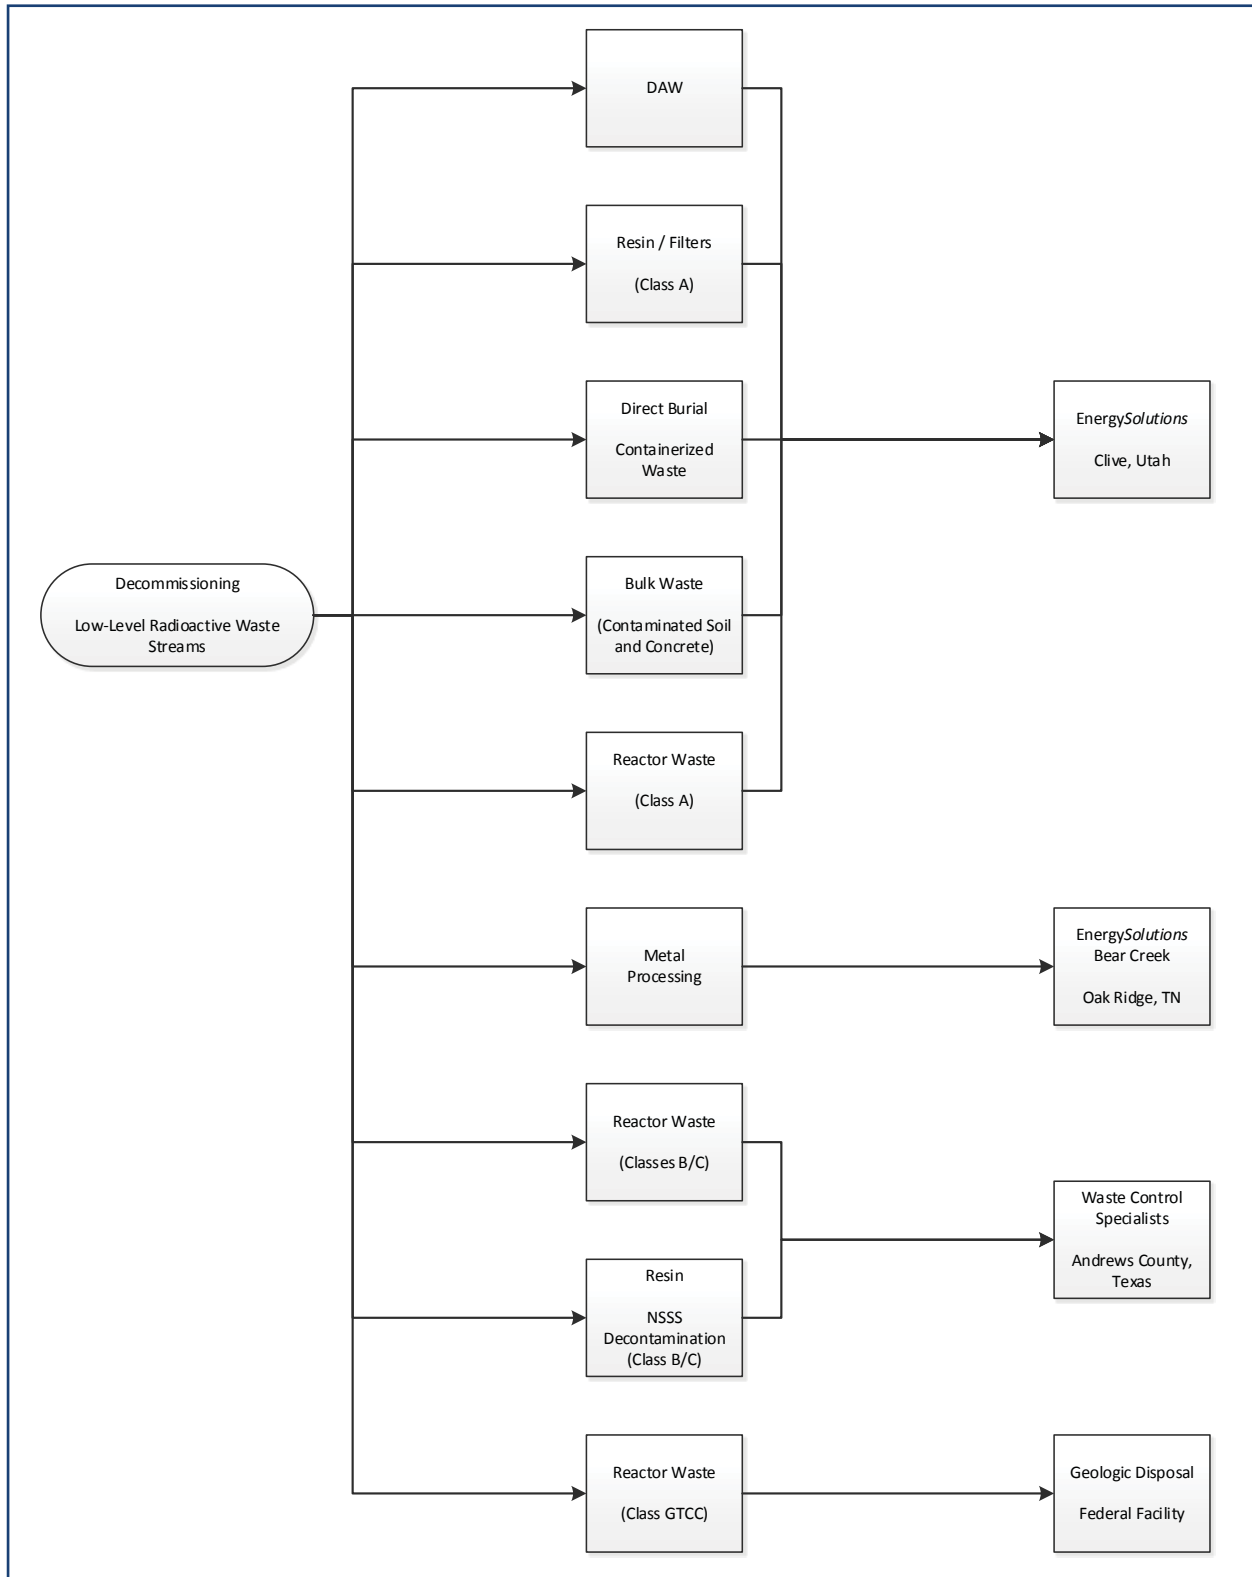 DAW
Resin / Filters
(Class A)
Direct Burial
Containerized
Waste
EnergySolutions
Clive, Utah
Decommissioning
Low-Level Radioactive Waste
Streams
Bulk Waste
(Contaminated Soil
and Concrete)
Reactor Waste
(Class A)
Metal
Processing
EnergySolutions
Bear Creek
Oak Ridge, TN
Reactor Waste
(Classes B/C)
Waste Control
Specialists
Andrews County,
Texas
Resin
NSSS
Decontamination
(Class B/C)
Reactor Waste
(Class GTCC)
Geologic Disposal
Federal Facility